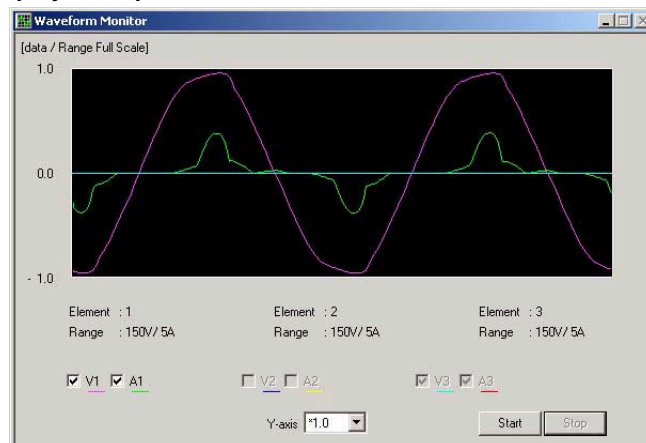 Waveform Monitor
[data / Range Full Scale]
1.0
0.0
- 1.0
Element : 1 Element : 2 Element : 3
Range : 150V/ 5A Range : 150V/ 5A Range : 150V/ 5A
V1 A1 V2 A2 V3 A3
Y-axis *1.0 Start Stop